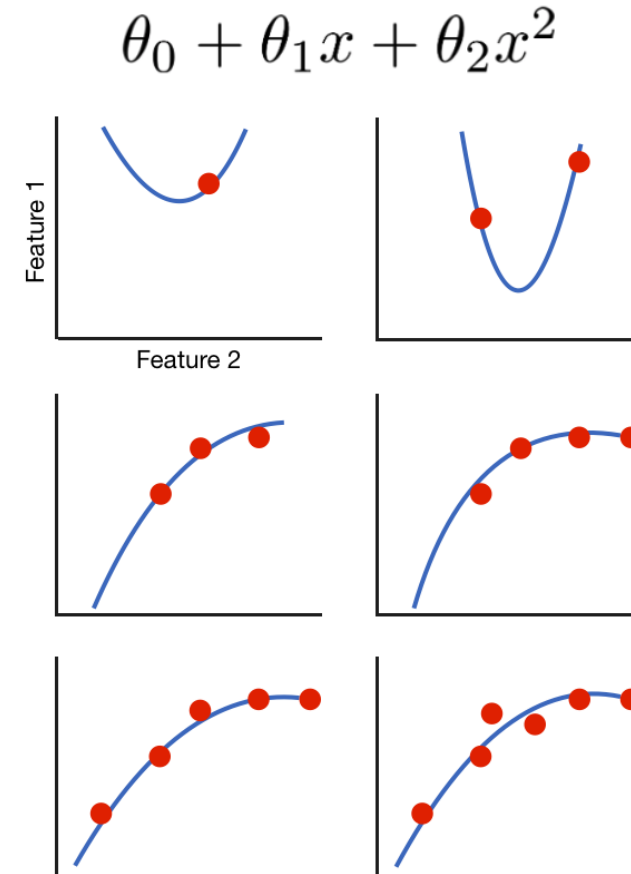 θ₀ + θ₁x + θ₂x²
Feature 1
Feature 2